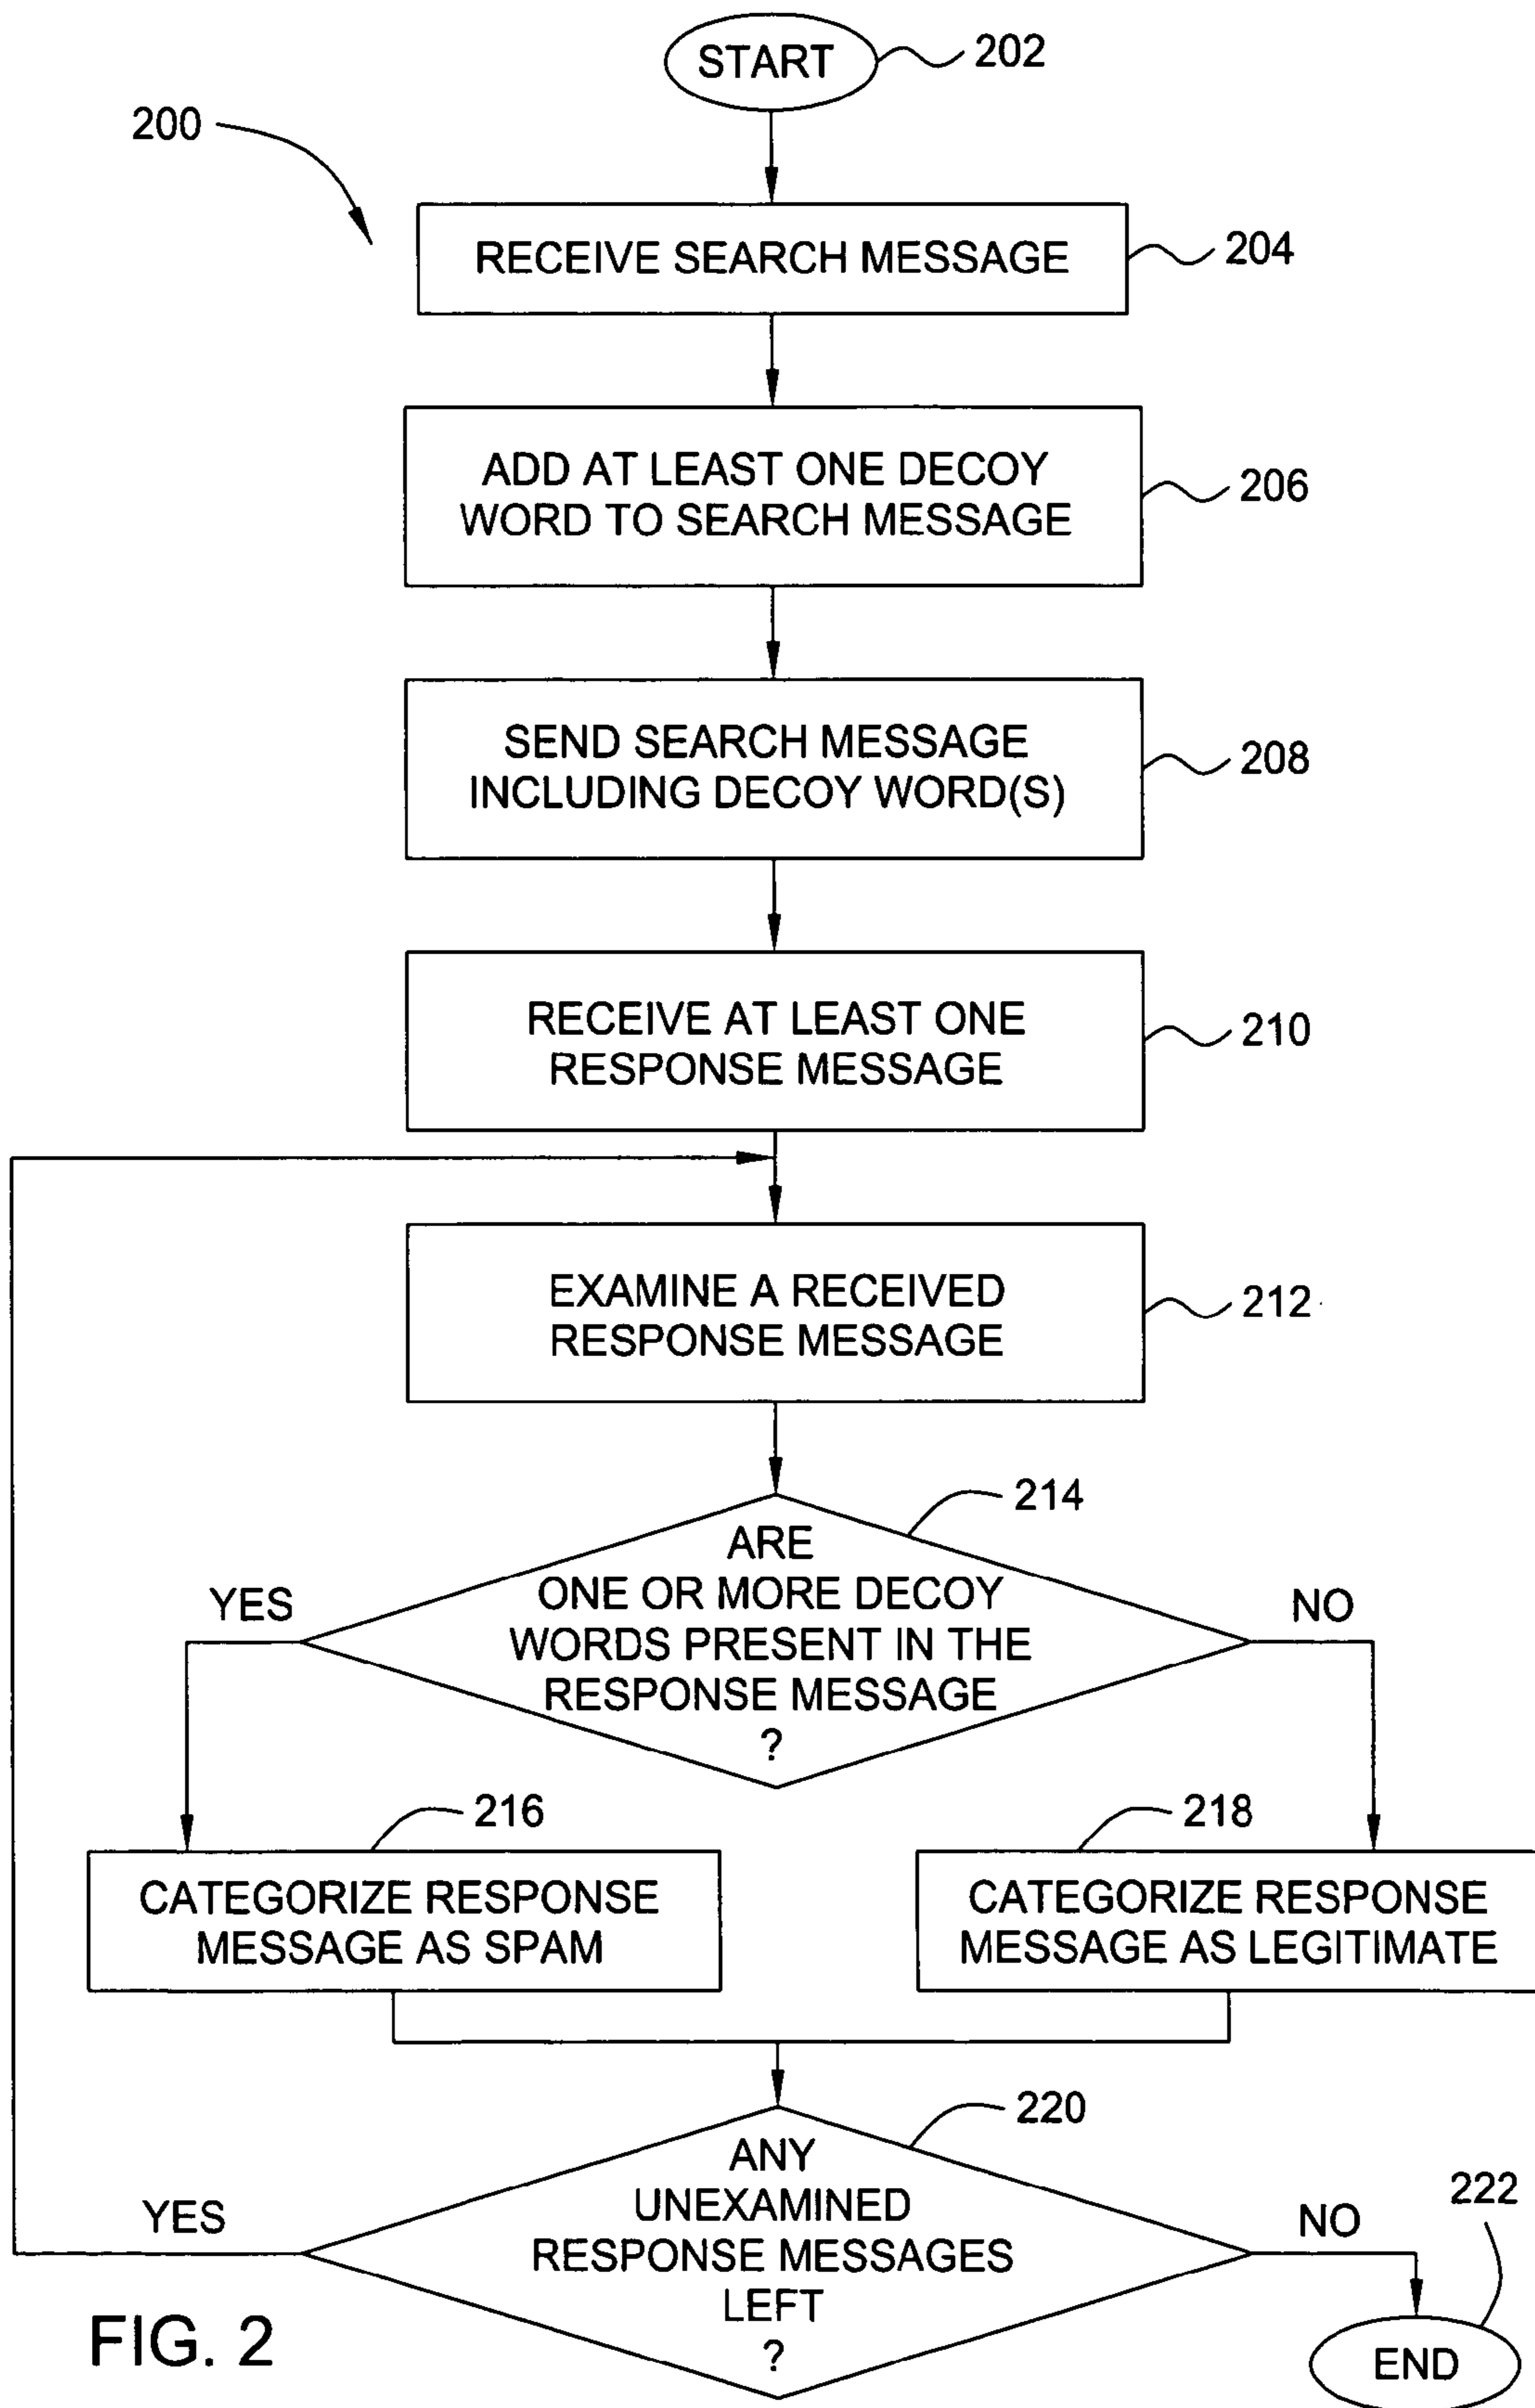 START
202
200
RECEIVE SEARCH MESSAGE
204
ADD AT LEAST ONE DECOY
WORD TO SEARCH MESSAGE
206
SEND SEARCH MESSAGE
INCLUDING DECOY WORD(S)
208
RECEIVE AT LEAST ONE
RESPONSE MESSAGE
210
EXAMINE A RECEIVED
RESPONSE MESSAGE
212
214
ARE
ONE OR MORE DECOY
WORDS PRESENT IN THE
RESPONSE MESSAGE
?
YES
NO
216
CATEGORIZE RESPONSE
MESSAGE AS SPAM
218
CATEGORIZE RESPONSE
MESSAGE AS LEGITIMATE
220
ANY
UNEXAMINED
RESPONSE MESSAGES
LEFT
?
YES
NO
222
END
FIG. 2